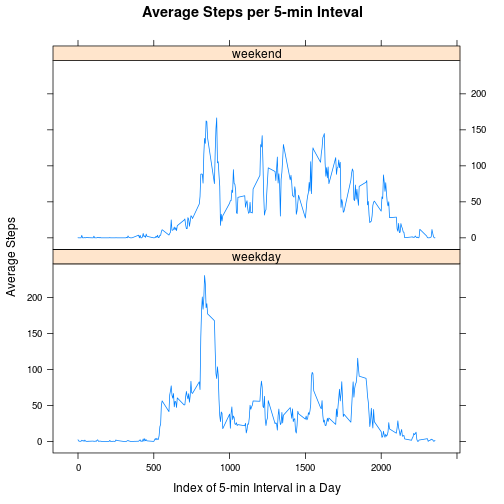 Average Steps per 5-min Inteval
weekend
200
150
100
50
0
Average Steps
weekday
200
150
100
50
0
0 500 1000 1500 2000
Index of 5-min Interval in a Day